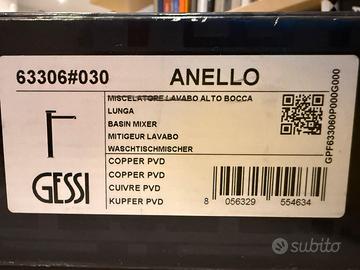 63306#030 ANELLO
MISCELATORE LAVABO ALTO BOCCA
LUNGA
BASIN MIXER
MITIGEUR LAVABO
WASCHTISCHMISCHER
GESSI
COPPER PVD
COPPER PVD
CUIVRE PVD
KUPFER PVD
8 056329 554634
GPF633060P000G000
subito